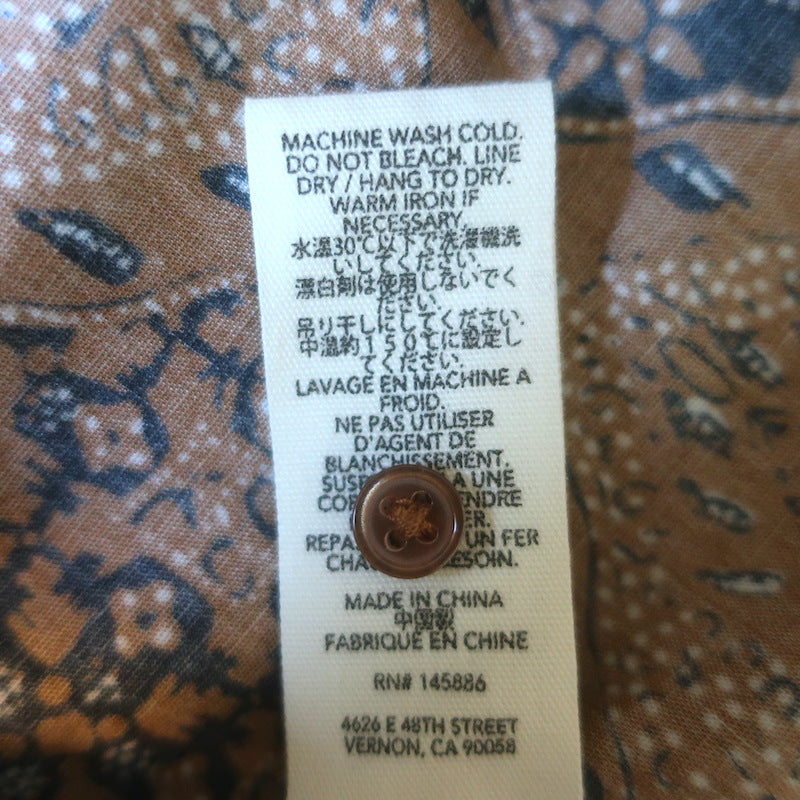 MACHINE WASH COLD.
DO NOT BLEACH. LINE
DRY / HANG TO DRY.
WARM IRON IF
NECESSARY.
水温30℃以下で洗濯機洗
いしてください。
漂白剤は使用しないでく
ださい。
吊り干しにしてください。
中温約150℃に設定し
てください。
LAVAGE EN MACHINE A
FROID.
NE PAS UTILISER
D'AGENT DE
BLANCHISSEMENT.
A UNE
UN FER
MADE IN CHINA
中国製
FABRIQUE EN CHINE
RN# 145886
4626 E 48TH STREET
VERNON, CA 90058